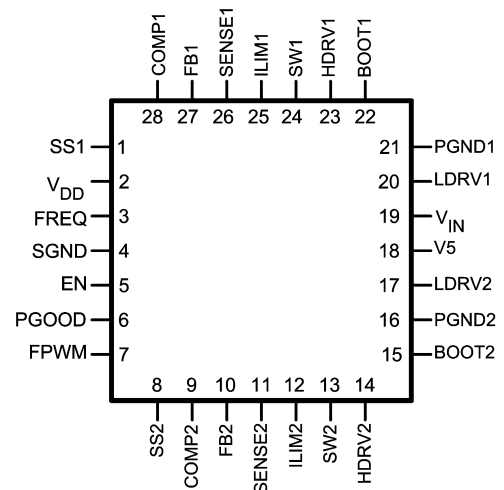 COMP1 FB1 SENSE1 ILIM1 SW1 HDRV1 BOOT1
28 27 26 25 24 23 22
SS1 1 21 PGND1
VDD 2 20 LDRV1
FREQ 3 19 VIN
SGND 4 18 V5
EN 5 17 LDRV2
PGOOD 6 16 PGND2
FPWM 7 15 BOOT2
8 9 10 11 12 13 14
SS2 COMP2 FB2 SENSE2 ILIM2 SW2 HDRV2